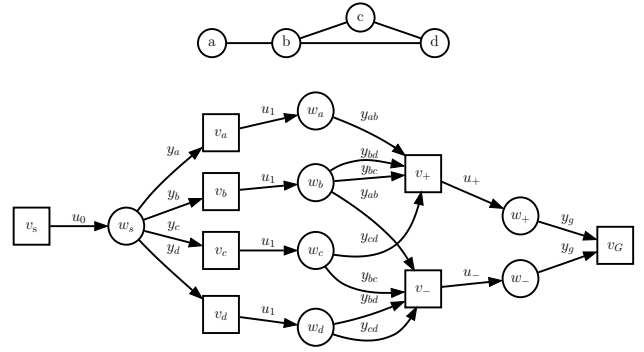 c
a b d
w_a
y_ab
u_1
v_a
y_a
y_bd
v_+
y_bc
u_+
u_1
w_b
v_b
y_b
y_ab
w_+
y_g
v_s
u_0
w_s
y_c
y_d
v_G
y_cd
u_1
v_c
w_c
y_g
y_bc
u_-
w_-
v_-
y_bd
u_1
v_d
w_d
y_cd